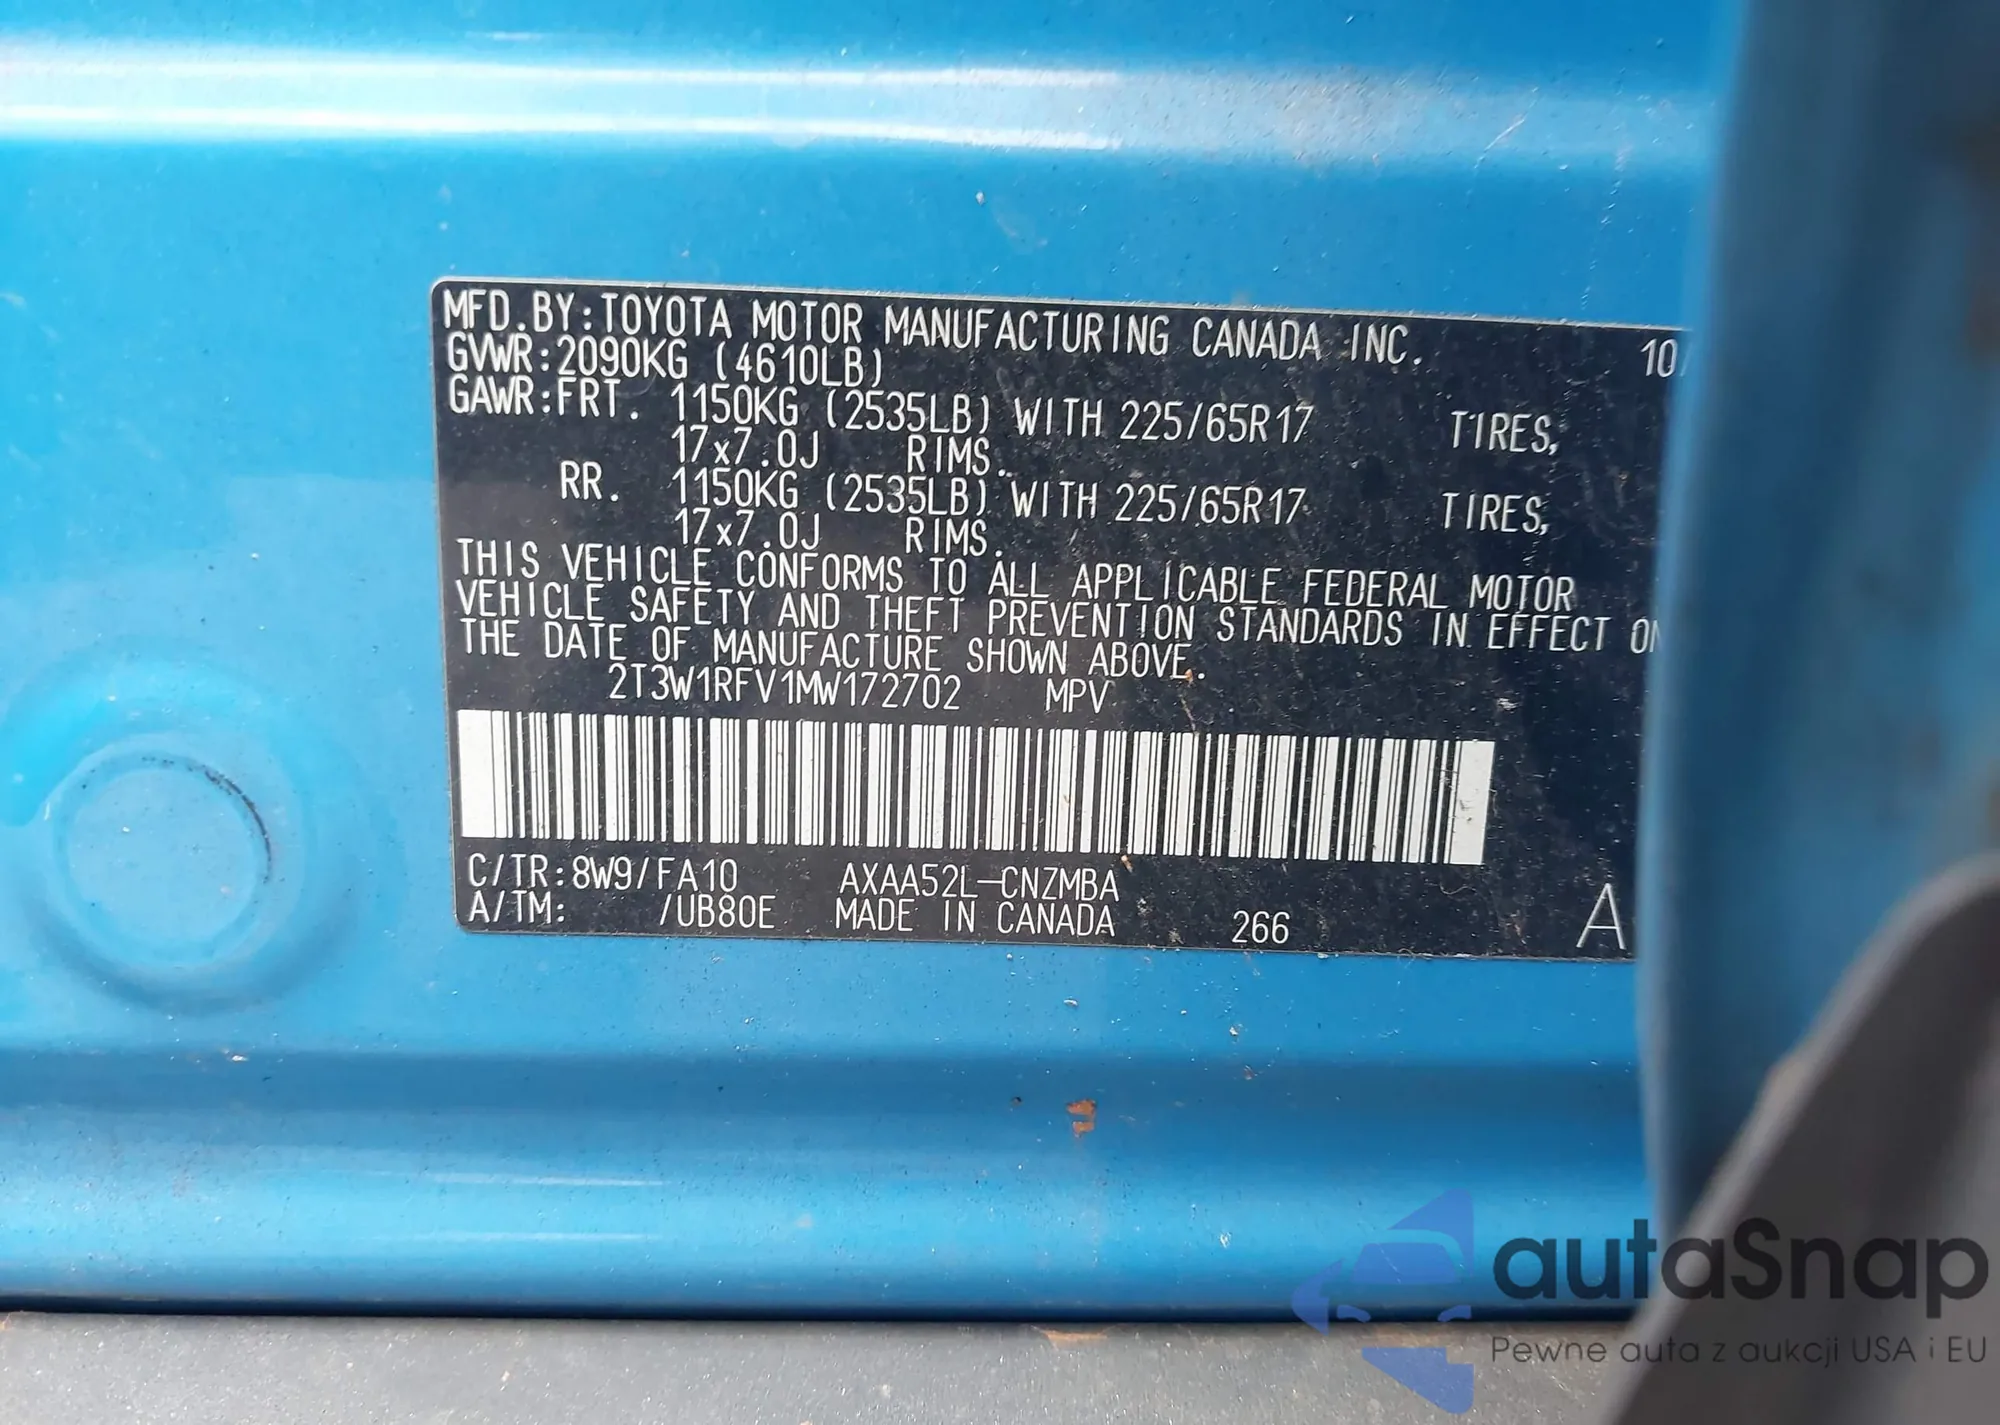 MFD.BY:TOYOTA MOTOR MANUFACTURING CANADA INC. 10/
GVWR:2090KG (4610LB)
GAWR:FRT. 1150KG (2535LB) WITH 225/65R17 TIRES,
17x7.0J RIMS.
RR. 1150KG (2535LB) WITH 225/65R17 TIRES,
17x7.0J RIMS.
THIS VEHICLE CONFORMS TO ALL APPLICABLE FEDERAL MOTOR
VEHICLE SAFETY AND THEFT PREVENTION STANDARDS IN EFFECT ON
THE DATE OF MANUFACTURE SHOWN ABOVE.
2T3W1RFV1MW172702 MPV
C/TR:8W9/FA10 AXAA52L-CNZMBA
A/TM: /UB80E MADE IN CANADA 266 A
autaSnap
Pewne auta z aukcji USA i EU